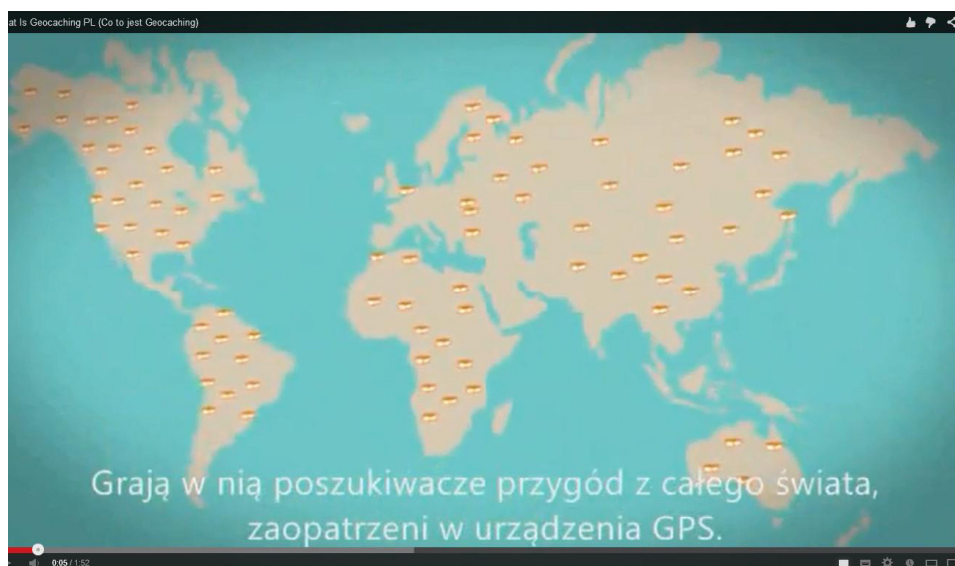 at Is Geocaching PL (Co to jest Geocaching)
Grają w nią poszukiwacze przygód z całego świata,
zaopatrzeni w urządzenia GPS.
0:05 / 1:52